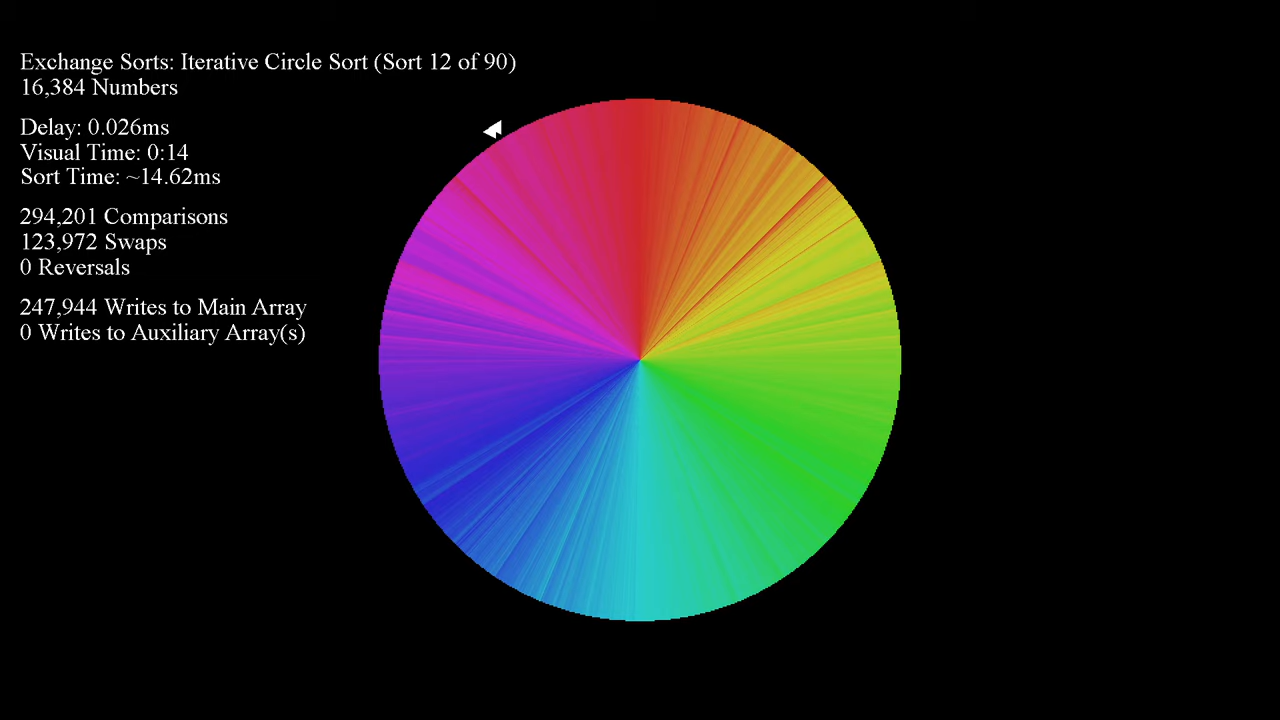 Exchange Sorts: Iterative Circle Sort (Sort 12 of 90)
16,384 Numbers
Delay: 0.026ms
Visual Time: 0:14
Sort Time: ~14.62ms
294,201 Comparisons
123,972 Swaps
0 Reversals
247,944 Writes to Main Array
0 Writes to Auxiliary Array(s)